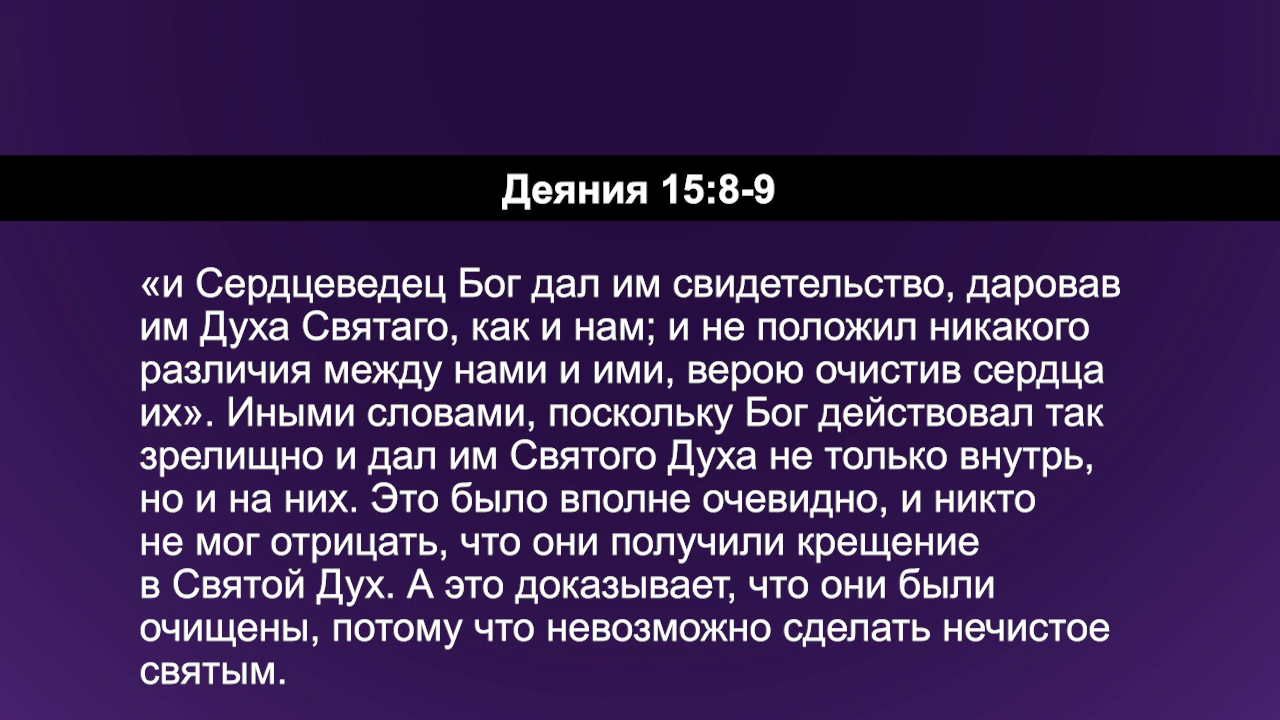 Деяния 15:8-9
«и Сердцеведец Бог дал им свидетельство, даровав
им Духа Святаго, как и нам; и не положил никакого
различия между нами и ими, верою очистив сердца
их». Иными словами, поскольку Бог действовал так
зрелищно и дал им Святого Духа не только внутрь,
но и на них. Это было вполне очевидно, и никто
не мог отрицать, что они получили крещение
в Святой Дух. А это доказывает, что они были
очищены, потому что невозможно сделать нечистое
святым.